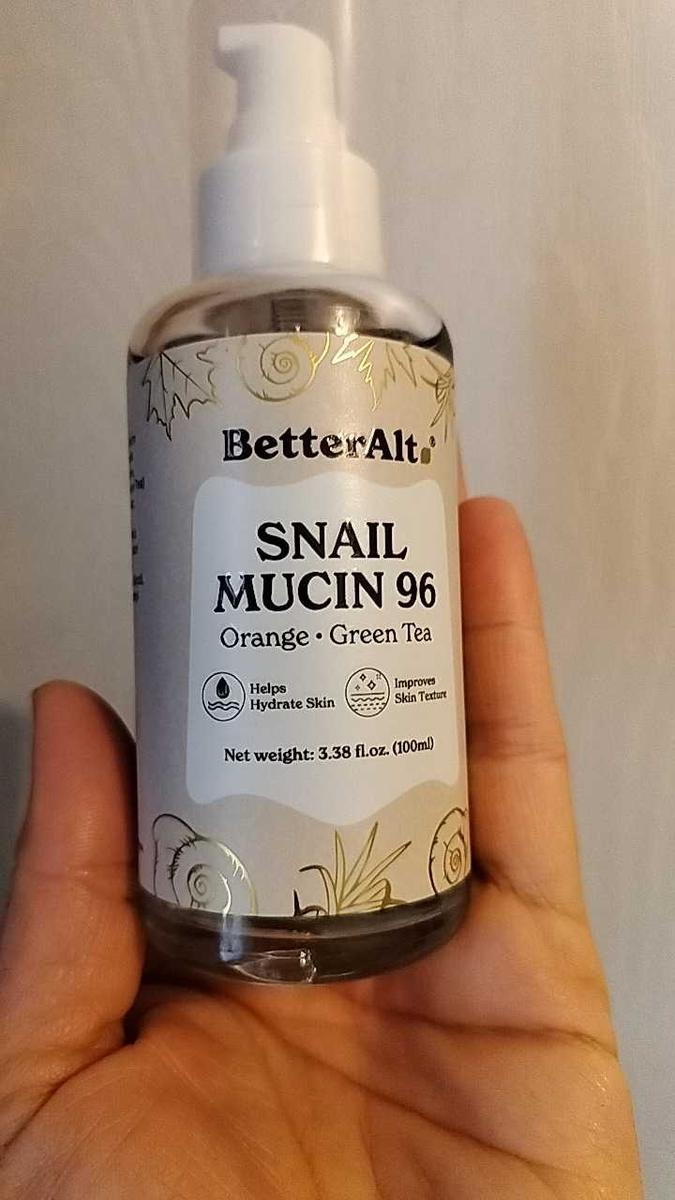 BetterAlt.®
SNAIL
MUCIN 96
Orange • Green Tea
Helps
Hydrate Skin
Improves
Skin Texture
Net weight: 3.38 fl.oz. (100ml)